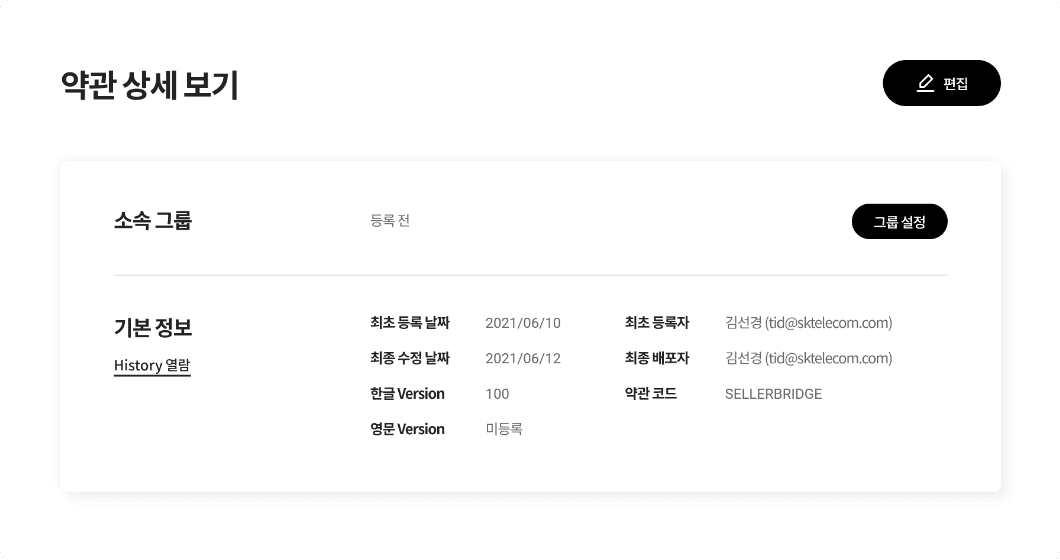 약관 상세 보기
편집
소속 그룹 등록 전 그룹 설정
기본 정보
History 열람
최초 등록 날짜 2021/06/10 최초 등록자 김선경 (tid@sktelecom.com)
최종 수정 날짜 2021/06/12 최종 배포자 김선경 (tid@sktelecom.com)
한글 Version 100 약관 코드 SELLERBRIDGE
영문 Version 미등록